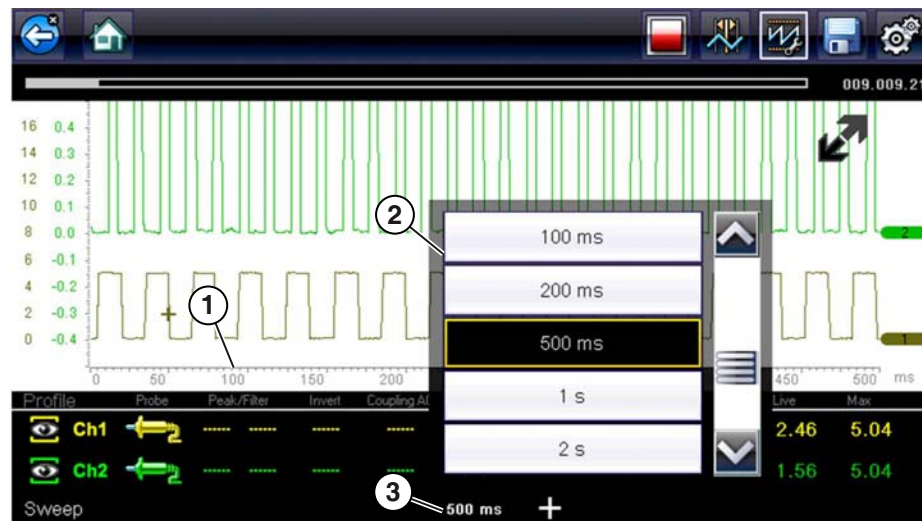 009.009.21
16 0.4
14 0.3
12 0.2
10 0.1
8 0.0
6 -0.1
4 -0.2
2 -0.3
0 -0.4
2
1
1
2
3
100 ms
200 ms
500 ms
1 s
2 s
0 50 100 150 200 450 500 ms
Profile Probe Peak/Filter Invert Coupling AC Live Max
Ch1 2.46 5.04
Ch2 1.56 5.04
Sweep 500 ms